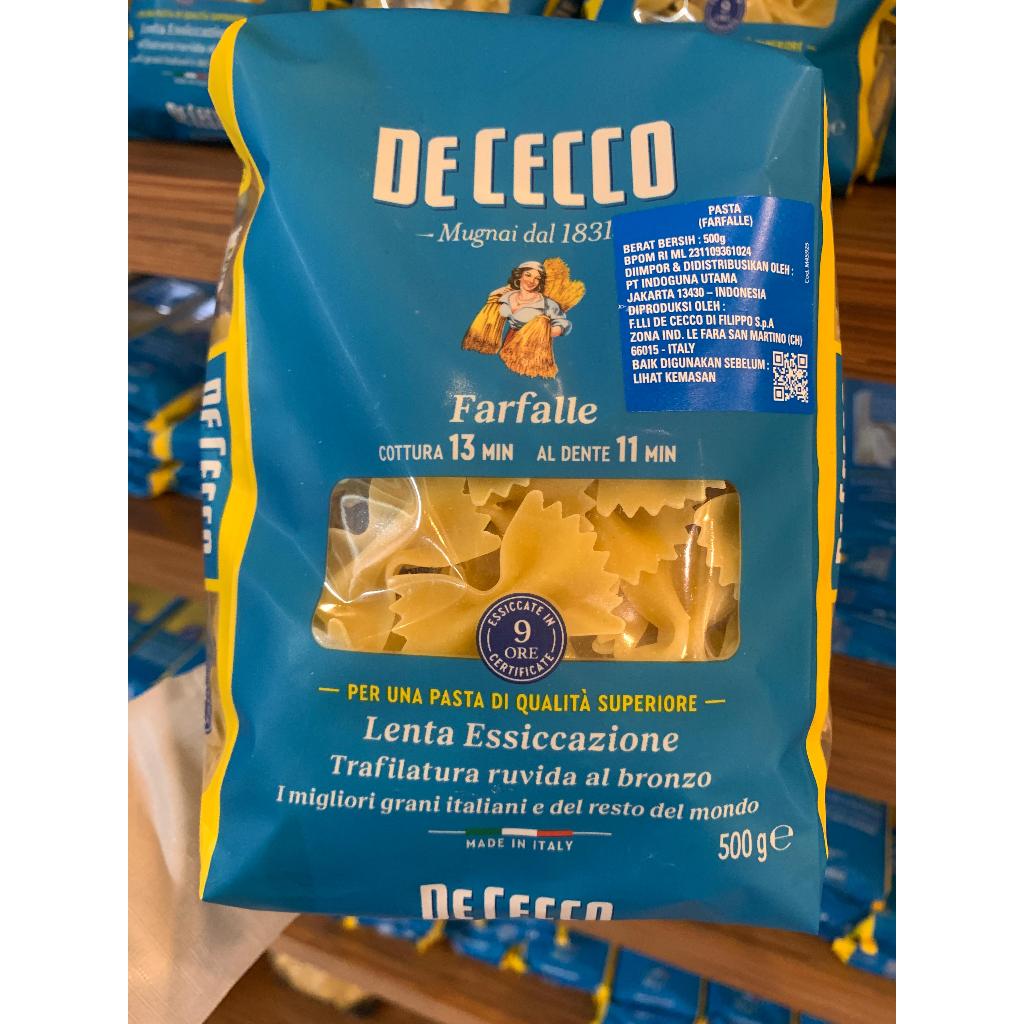 DE CECCO
Mugnai dal 1831
PASTA
(FARFALLE)
BERAT BERSIH : 500g
BPOM RI ML 231109361024
DIIMPOR & DIDISTRIBUSIKAN OLEH :
PT INDOGUNA UTAMA
JAKARTA 13430 – INDONESIA
DIPRODUKSI OLEH :
F.LLI DE CECCO DI FILIPPO S.p.A
ZONA IND. LE FARA SAN MARTINO (CH)
66015 - ITALY
BAIK DIGUNAKAN SEBELUM :
LIHAT KEMASAN
Farfalle
COTTURA 13 MIN AL DENTE 11 MIN
ESSICCATE IN
9
ORE
CERTIFICATE
PER UNA PASTA DI QUALITÀ SUPERIORE
Lenta Essiccazione
Trafilatura ruvida al bronzo
I migliori grani italiani e del resto del mondo
MADE IN ITALY
500 g e
DE CECCO
DE CECCO